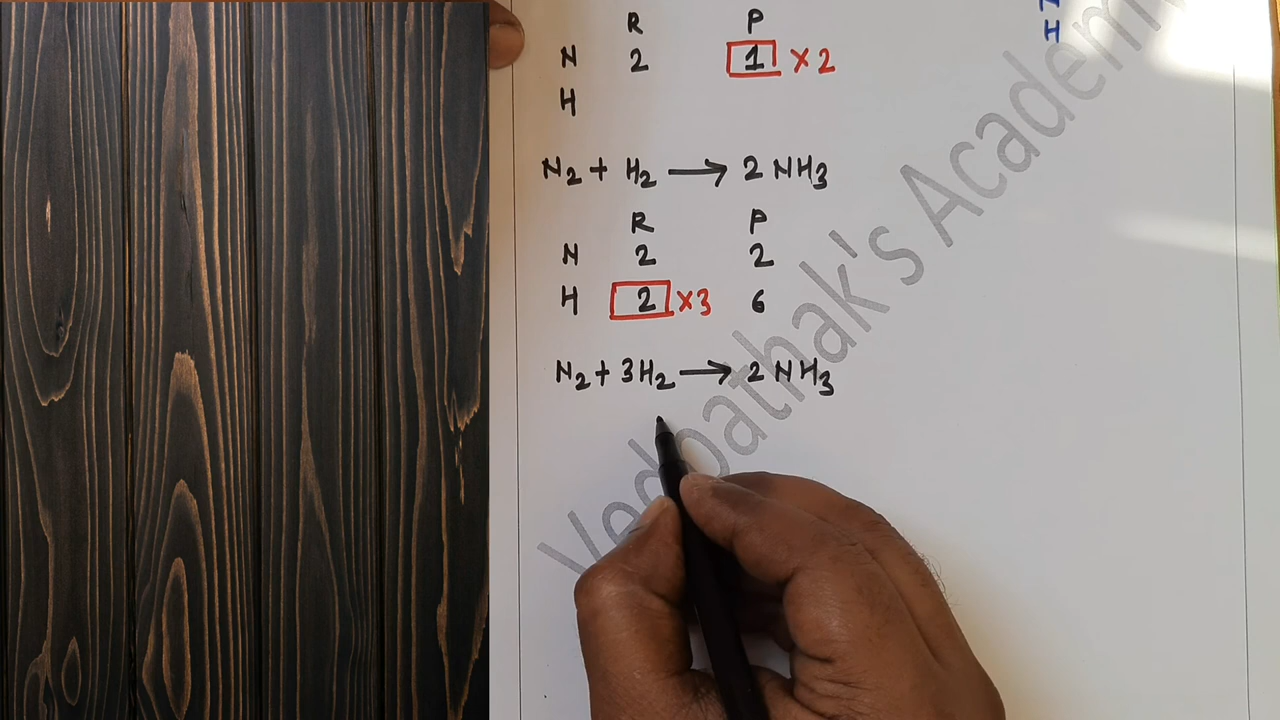 R P
N 2 1 ×2
H
N₂ + H₂ ⟶ 2 NH₃
R P
N 2 2
H 2 ×3 6
N₂ + 3H₂ ⟶ 2 NH₃
H
Vedpathak's Academy